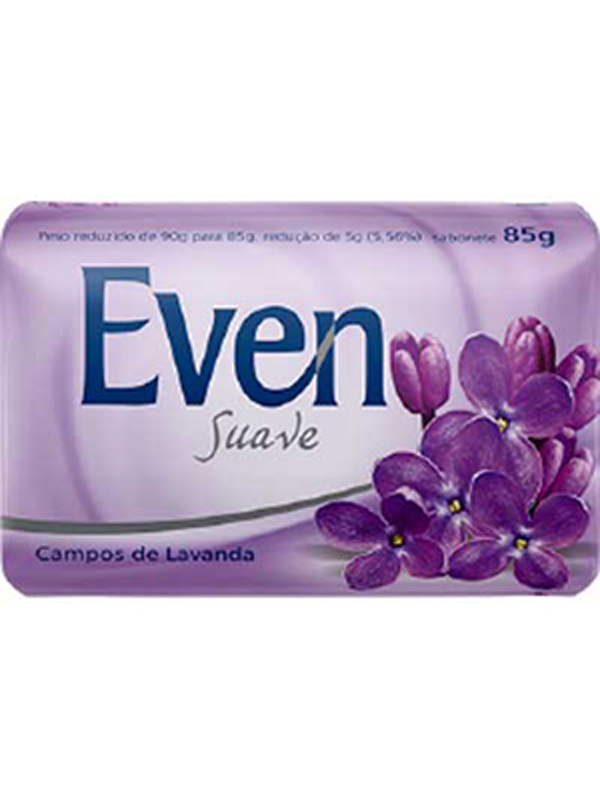 Peso reduzido de 90g para 85g, redução de 5g (5,56%) sabonete 85g
Even
Suave
Campos de Lavanda